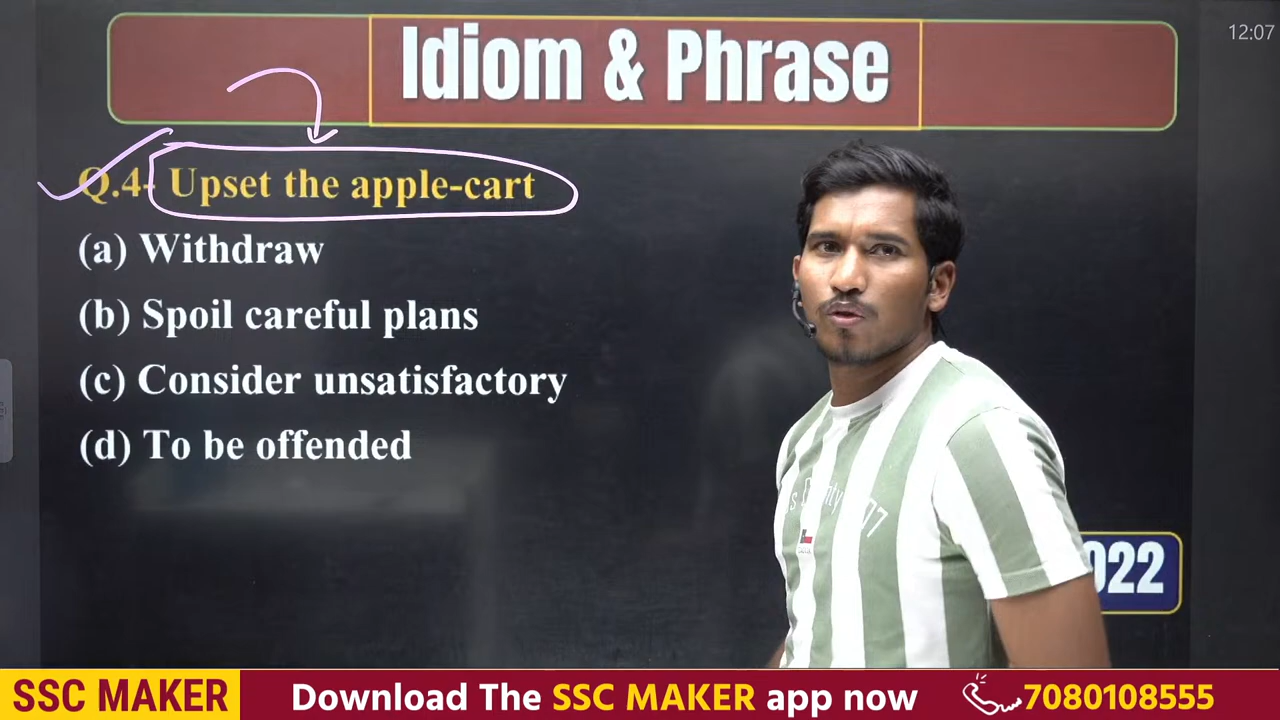 Idiom & Phrase
12:07
Q.4- Upset the apple-cart
(a) Withdraw
(b) Spoil careful plans
(c) Consider unsatisfactory
(d) To be offended
022
SSC MAKER Download The SSC MAKER app now 7080108555